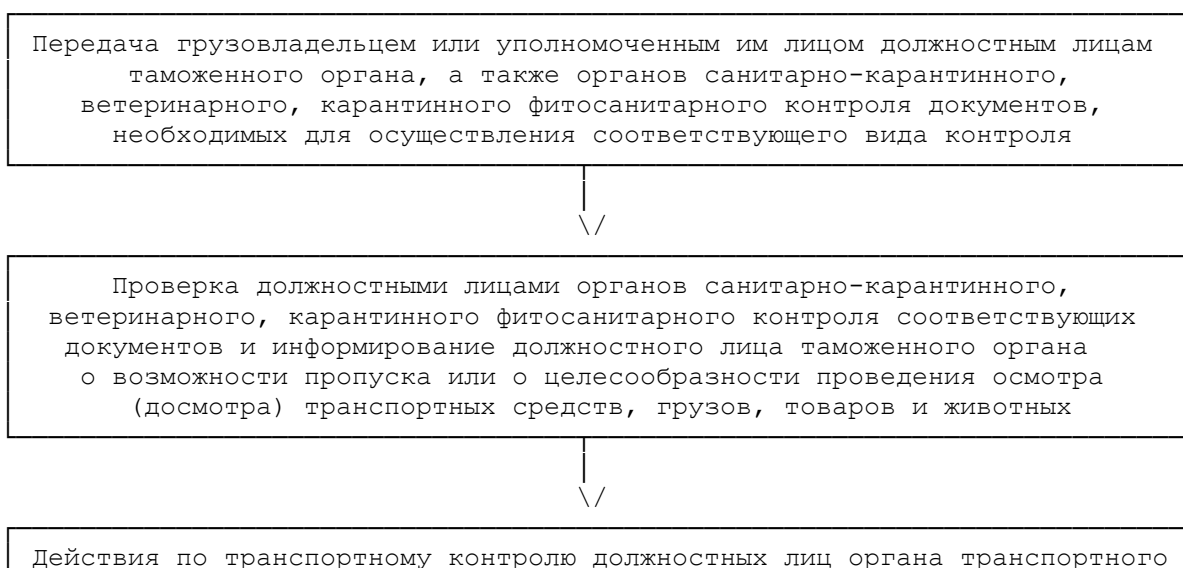 Передача грузовладельцем или уполномоченным им лицом должностным лицам
таможенного органа, а также органов санитарно-карантинного,
ветеринарного, карантинного фитосанитарного контроля документов,
необходимых для осуществления соответствующего вида контроля
\/
Проверка должностными лицами органов санитарно-карантинного,
ветеринарного, карантинного фитосанитарного контроля соответствующих
документов и информирование должностного лица таможенного органа
о возможности пропуска или о целесообразности проведения осмотра
(досмотра) транспортных средств, грузов, товаров и животных
\/
Действия по транспортному контролю должностных лиц органа транспортного